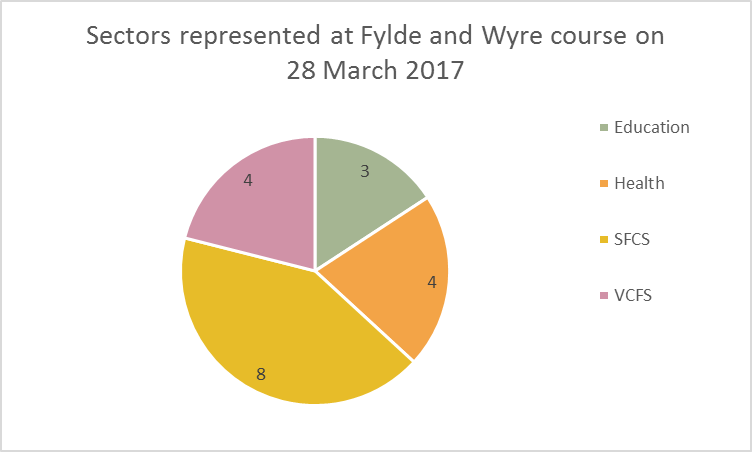 Sectors represented at Fylde and Wyre course on
28 March 2017
3
4
8
4
Education
Health
SFCS
VCFS